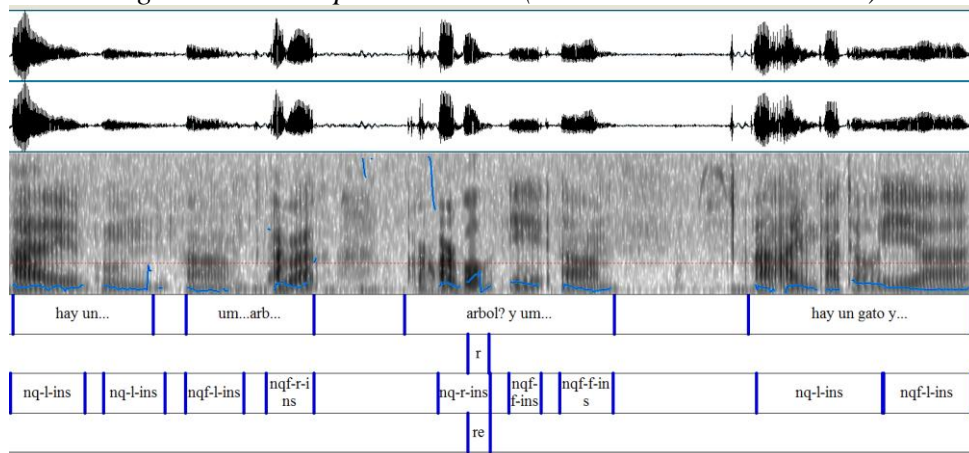 hay un... um...arb... arbol? y um... hay un gato y...
r
nq-l-ins nq-l-ins nqf-l-ins nqf-r-i
ns nq-r-ins nqf-
f-ins nqf-f-in
s nq-l-ins nqf-l-ins
re